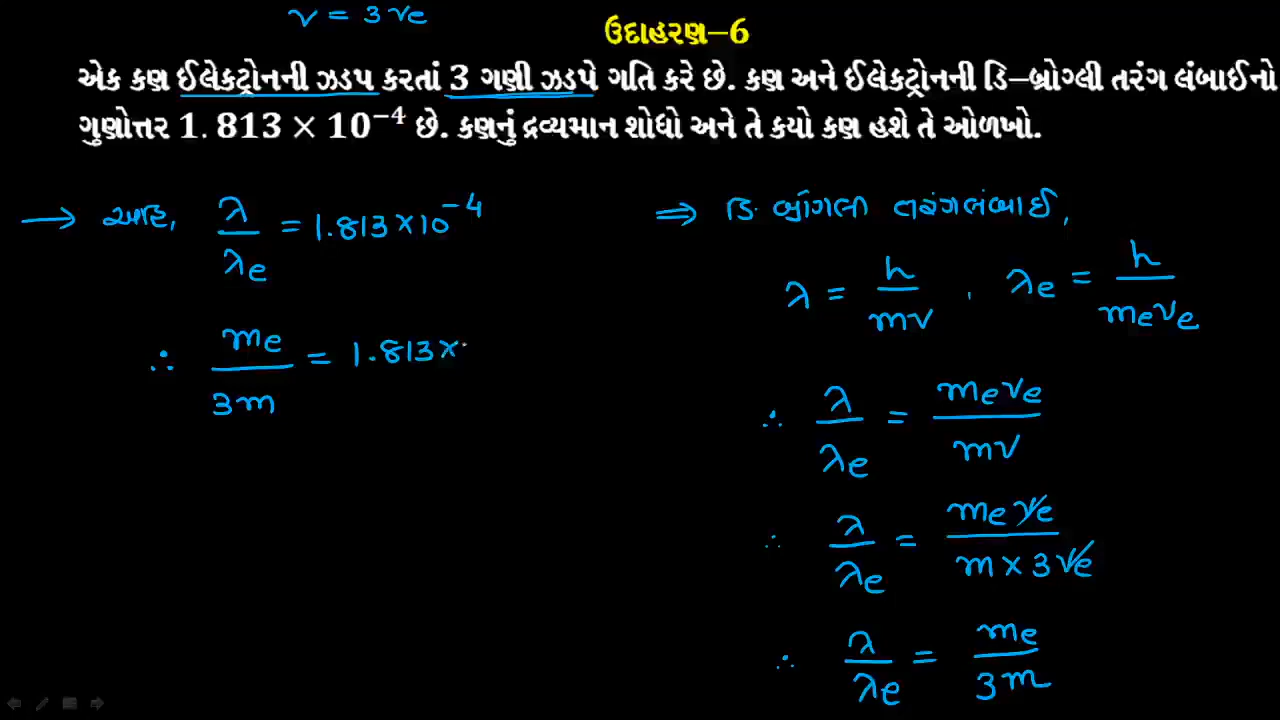 v = 3ve
ઉદાહરણ–6
એક કણ ઈલેકટ્રોનની ઝડપ કરતાં 3 ગણી ઝડપે ગતિ કરે છે. કણ અને ઈલેકટ્રોનની ડિ–બ્રોગ્લી તરંગ લંબાઈનો
ગુણોત્તર 1.813 × 10⁻⁴ છે. કણનું દ્રવ્યમાન શોધો અને તે કયો કણ હશે તે ઓળખો.
→ અહિ, λ/λe = 1.813×10⁻⁴
∴ me/3m = 1.813×
⇒ ડિ. બ્રોગલી તરંગલંબાઈ,
λ = h/mv , λe = h/meve
∴ λ/λe = meve/mv
∴ λ/λe = meve/m × 3ve
∴ λ/λe = me/3m